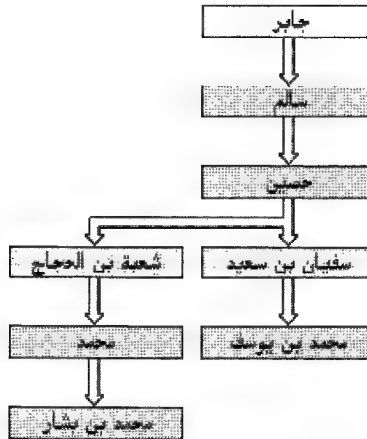 جابر
سالم
حصين
شعبة بن الحجاج
سفيان بن سعيد
محمد
محمد بن يوسف
محمد بن بشار